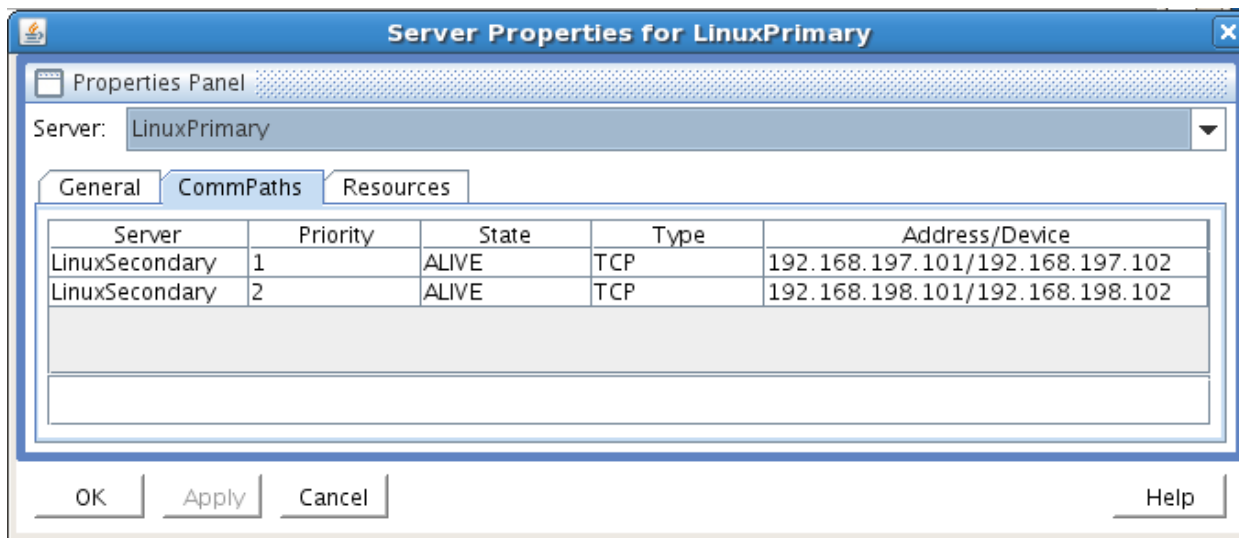 Server Properties for LinuxPrimary
Properties Panel
Server: LinuxPrimary
General CommPaths Resources
Server Priority State Type Address/Device
LinuxSecondary 1 ALIVE TCP 192.168.197.101/192.168.197.102
LinuxSecondary 2 ALIVE TCP 192.168.198.101/192.168.198.102
OK Apply Cancel Help